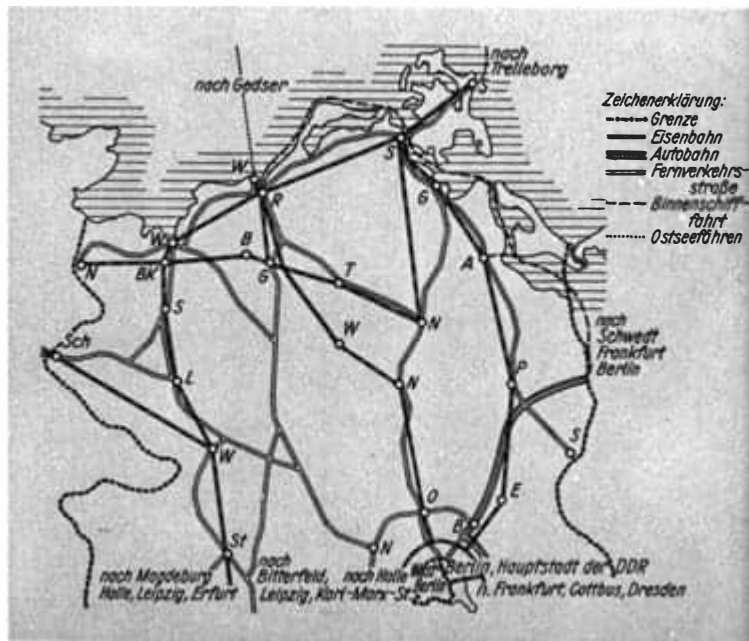 nach
Trelleborg
nach Gedser
S
Zeichenerklärung:
Grenze
Eisenbahn
Autobahn
Fernverkehrs-
straße
Binnenschiff-
fahrt
Ostseefähren
W
S
R
G
W
B
N
BK
G
T
A
S
N
nach
Schwedt
Frankfurt
Berlin
Sch
W
L
N
P
W
S
E
O
B
N
St
nach Magdeburg
Halle, Leipzig, Erfurt
nach
Bitterfeld,
Leipzig, Karl-Marx-St.
nach Halle
Berlin
Berlin, Hauptstadt der DDR
n. Frankfurt, Cottbus, Dresden